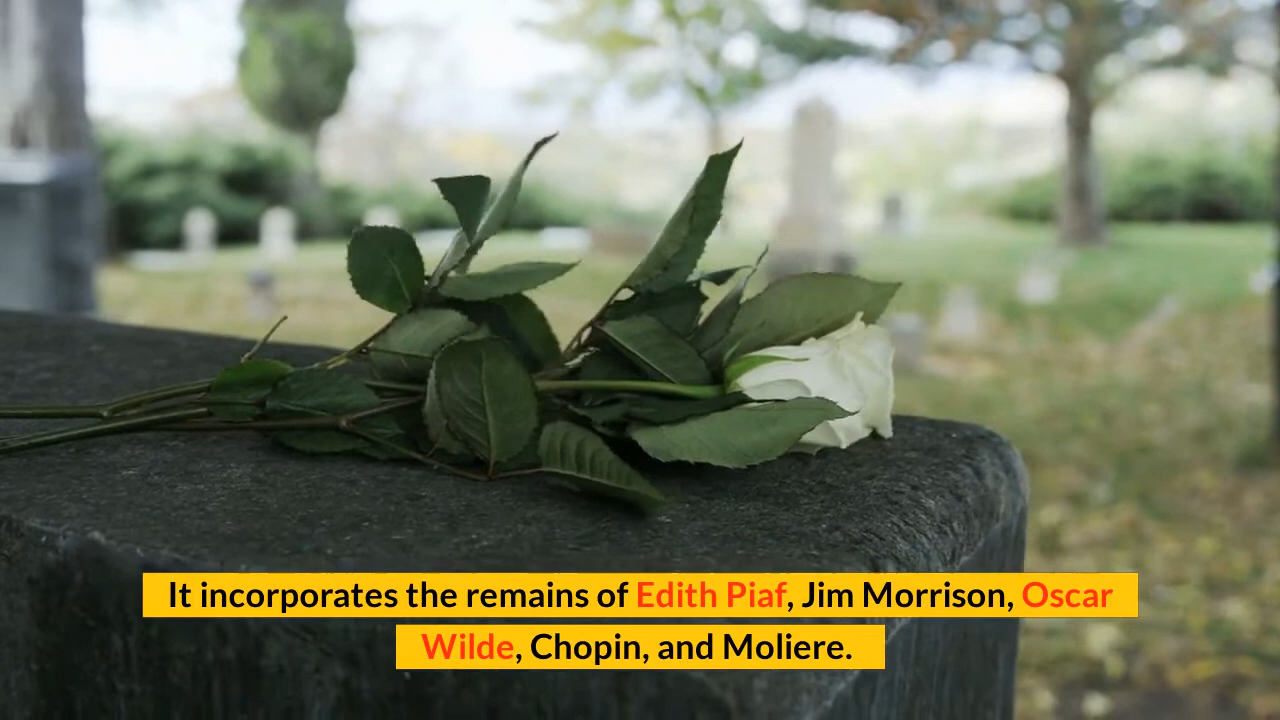 It incorporates the remains of Edith Piaf, Jim Morrison, Oscar
Wilde, Chopin, and Moliere.